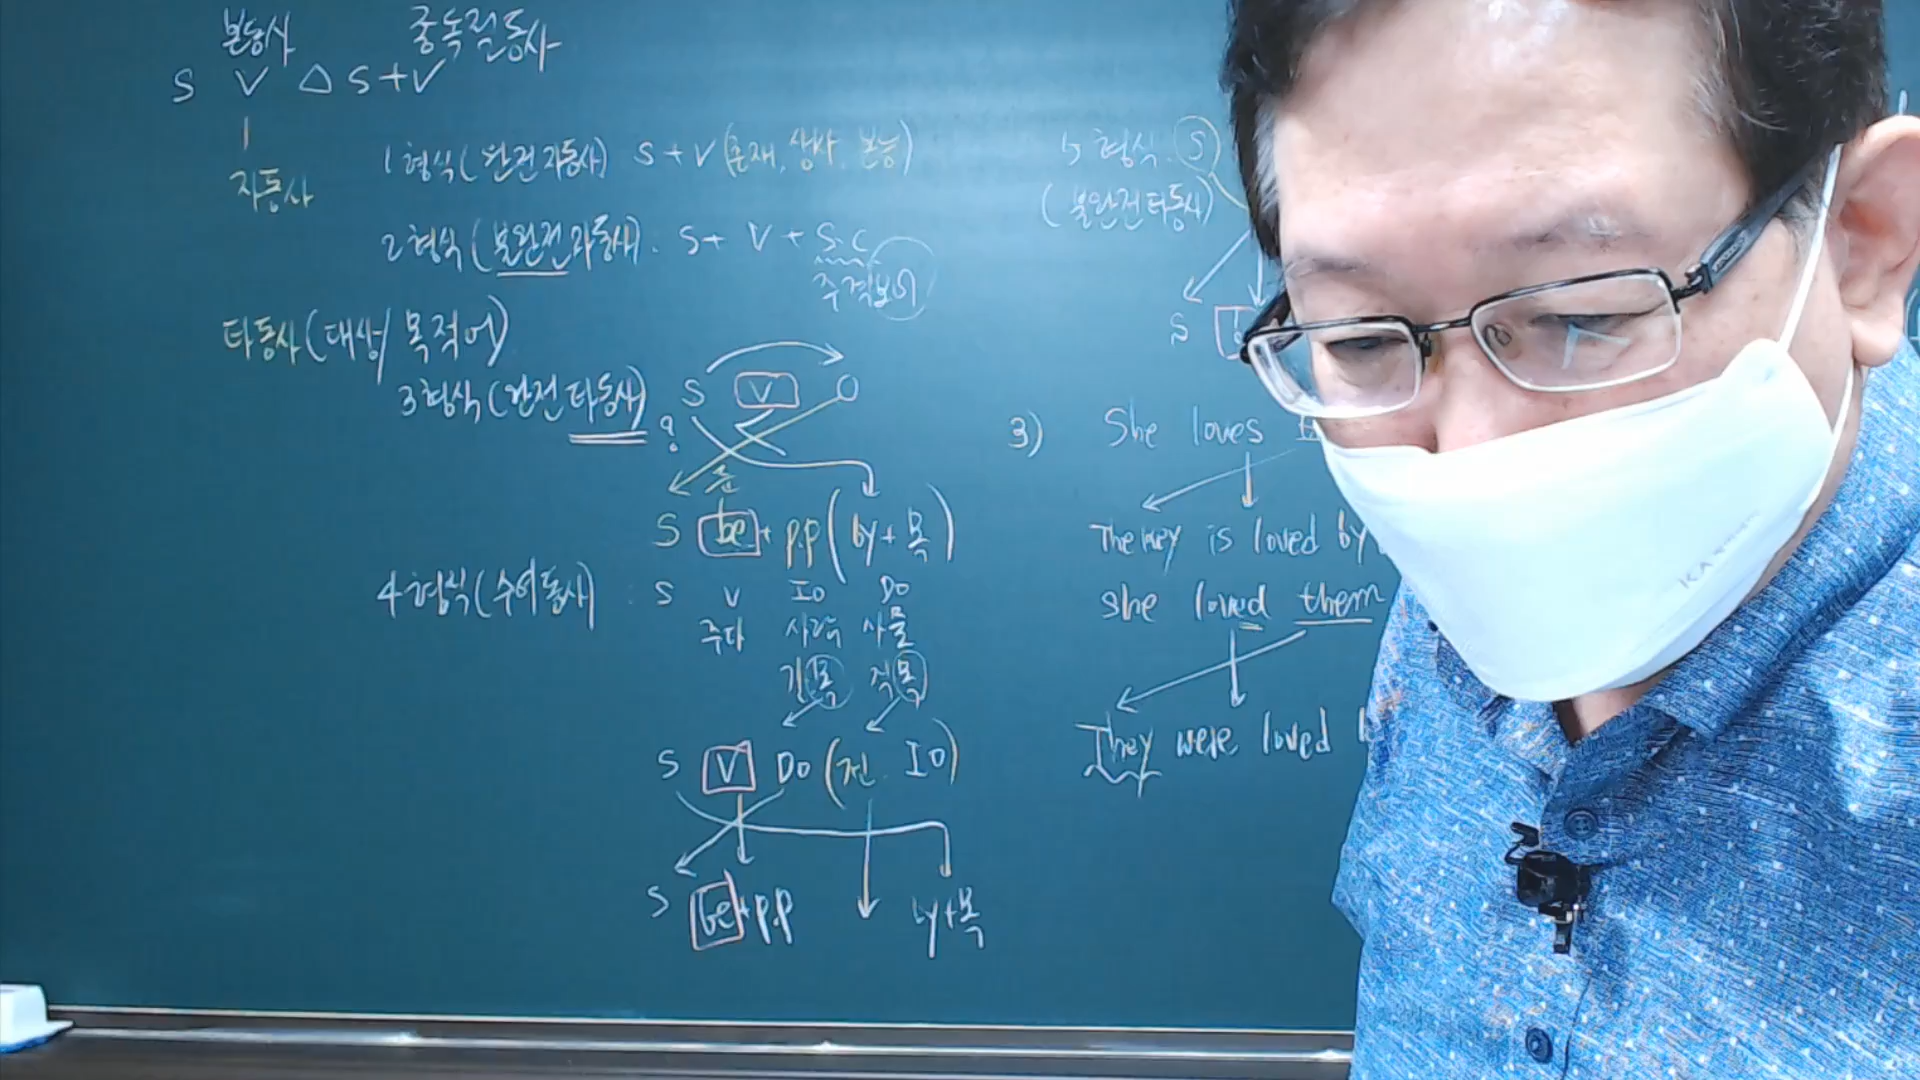 본동사 종속절동사
S V △ S+V
자동사
1형식(완전자동사) S+V(존재, 상사, 본능)
2형식(불완전자동사). S+ V + S.C
주격보어
타동사(대상/목적어)
3형식(완전타동사) S V O
?
S be + p.p (by+목)
4형식(수여동사) S V IO DO
주다 사람 사물
간목 직목
S V DO (전 IO)
S be+p.p by+목
5형식. S
(불완전타동사)
S
3) She loves
They is loved by
she loved them
They were loved